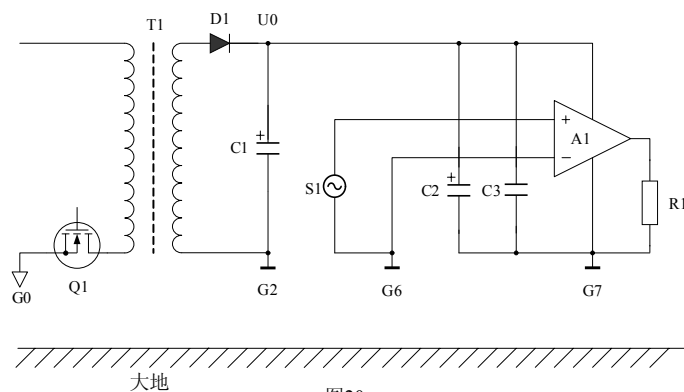 T1
D1
U0
C1
+
S1
C2
+
C3
+
−
A1
R1
Q1
G0
G2
G6
G7
大地